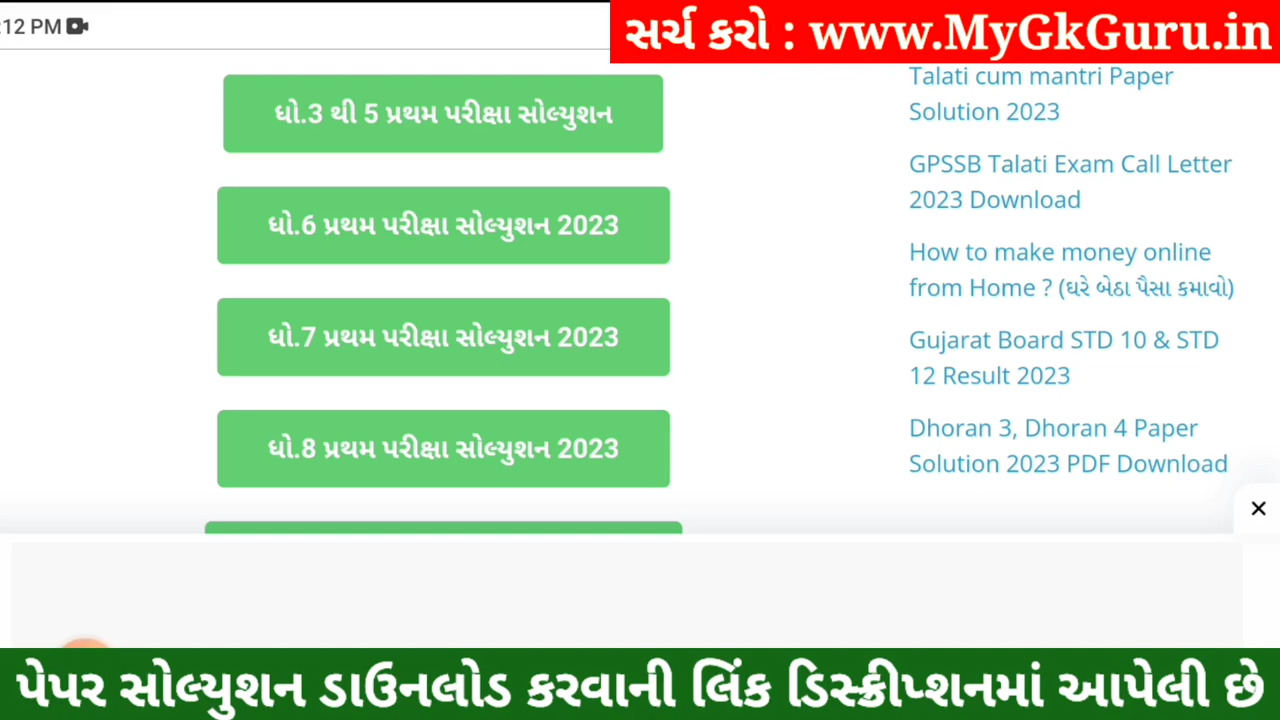 :12 PM
સર્ચ કરો : www.MyGkGuru.in
ધો.3 થી 5 પ્રથમ પરીક્ષા સોલ્યુશન
ધો.6 પ્રથમ પરીક્ષા સોલ્યુશન 2023
ધો.7 પ્રથમ પરીક્ષા સોલ્યુશન 2023
ધો.8 પ્રથમ પરીક્ષા સોલ્યુશન 2023
Talati cum mantri Paper
Solution 2023
GPSSB Talati Exam Call Letter
2023 Download
How to make money online
from Home ? (ઘરે બેઠા પૈસા કમાવો)
Gujarat Board STD 10 & STD
12 Result 2023
Dhoran 3, Dhoran 4 Paper
Solution 2023 PDF Download
પેપર સોલ્યુશન ડાઉનલોડ કરવાની લિંક ડિસ્ક્રીપ્શનમાં આપેલી છે